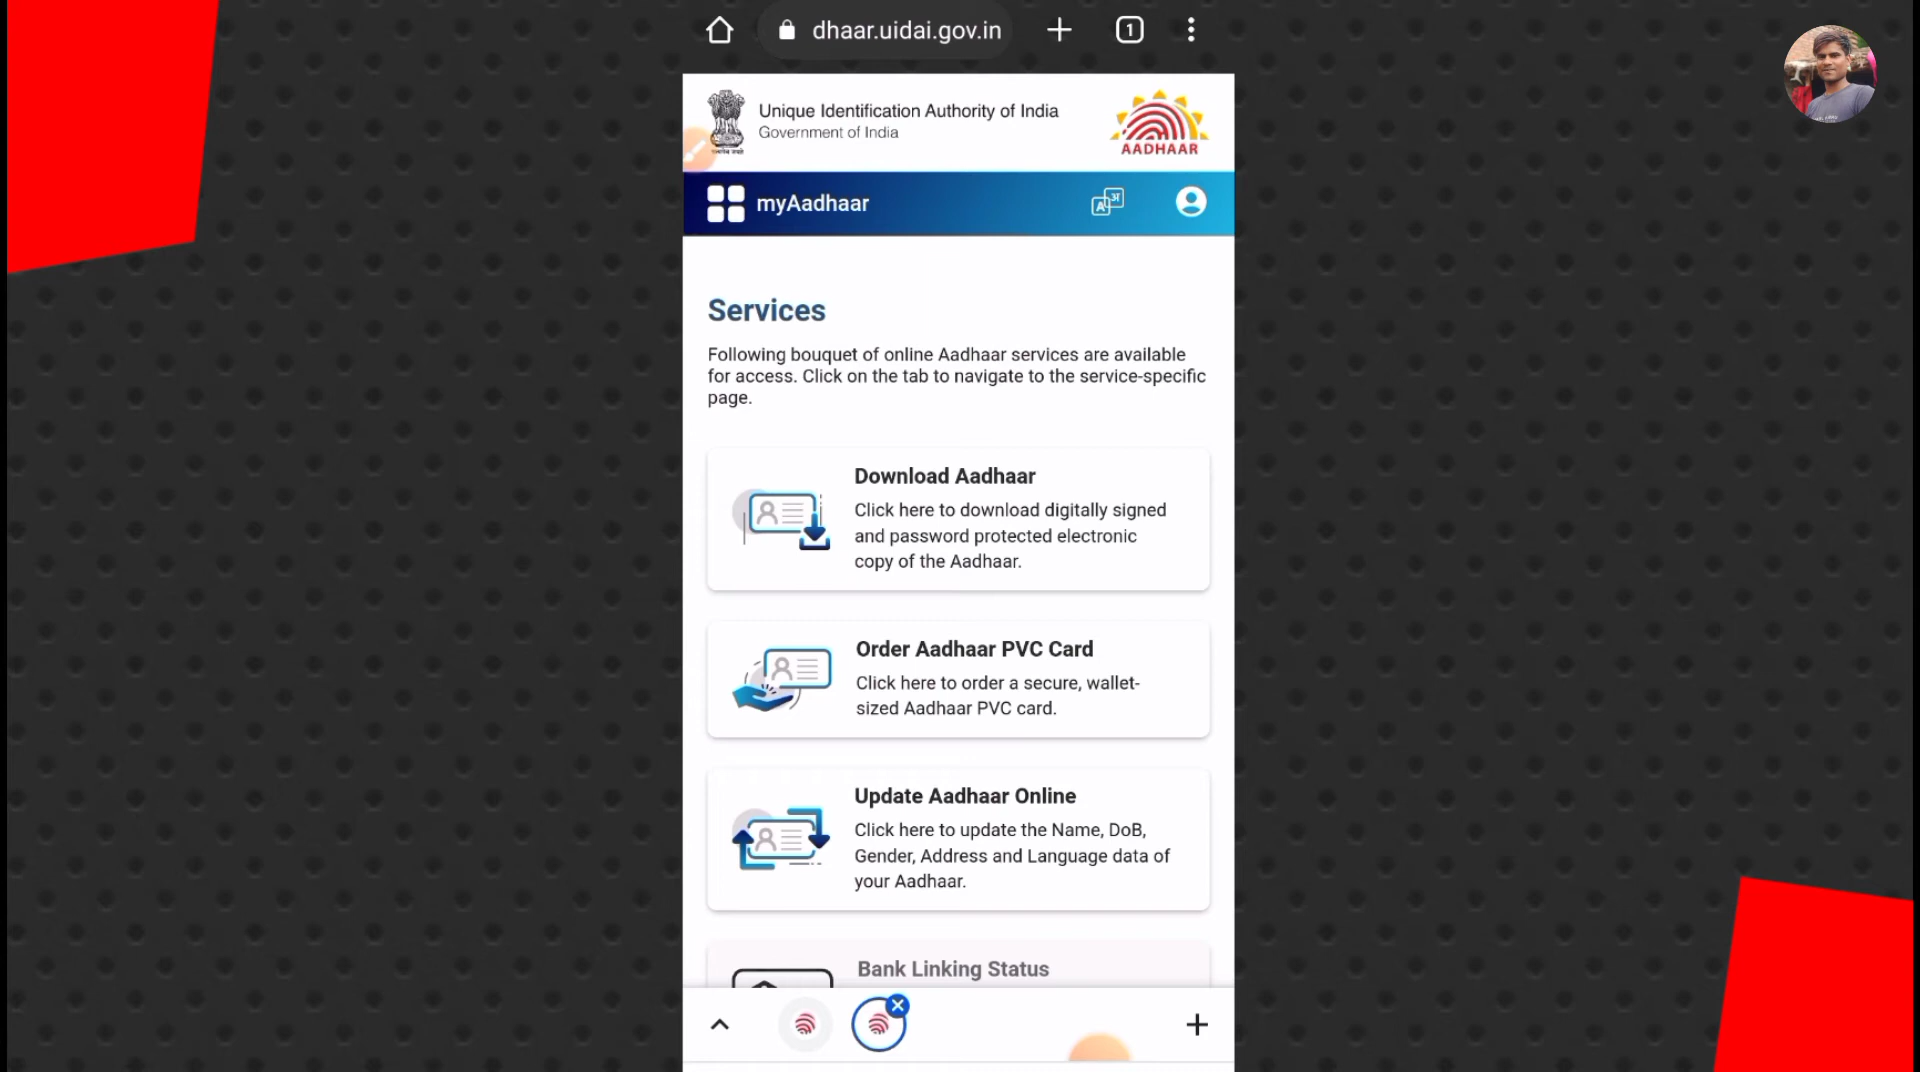 dhaar.uidai.gov.in
1
Unique Identification Authority of India
Government of India
AADHAAR
myAadhaar
A अ
Services
Following bouquet of online Aadhaar services are available
for access. Click on the tab to navigate to the service-specific
page.
Download Aadhaar
Click here to download digitally signed
and password protected electronic
copy of the Aadhaar.
Order Aadhaar PVC Card
Click here to order a secure, wallet-
sized Aadhaar PVC card.
Update Aadhaar Online
Click here to update the Name, DoB,
Gender, Address and Language data of
your Aadhaar.
Bank Linking Status